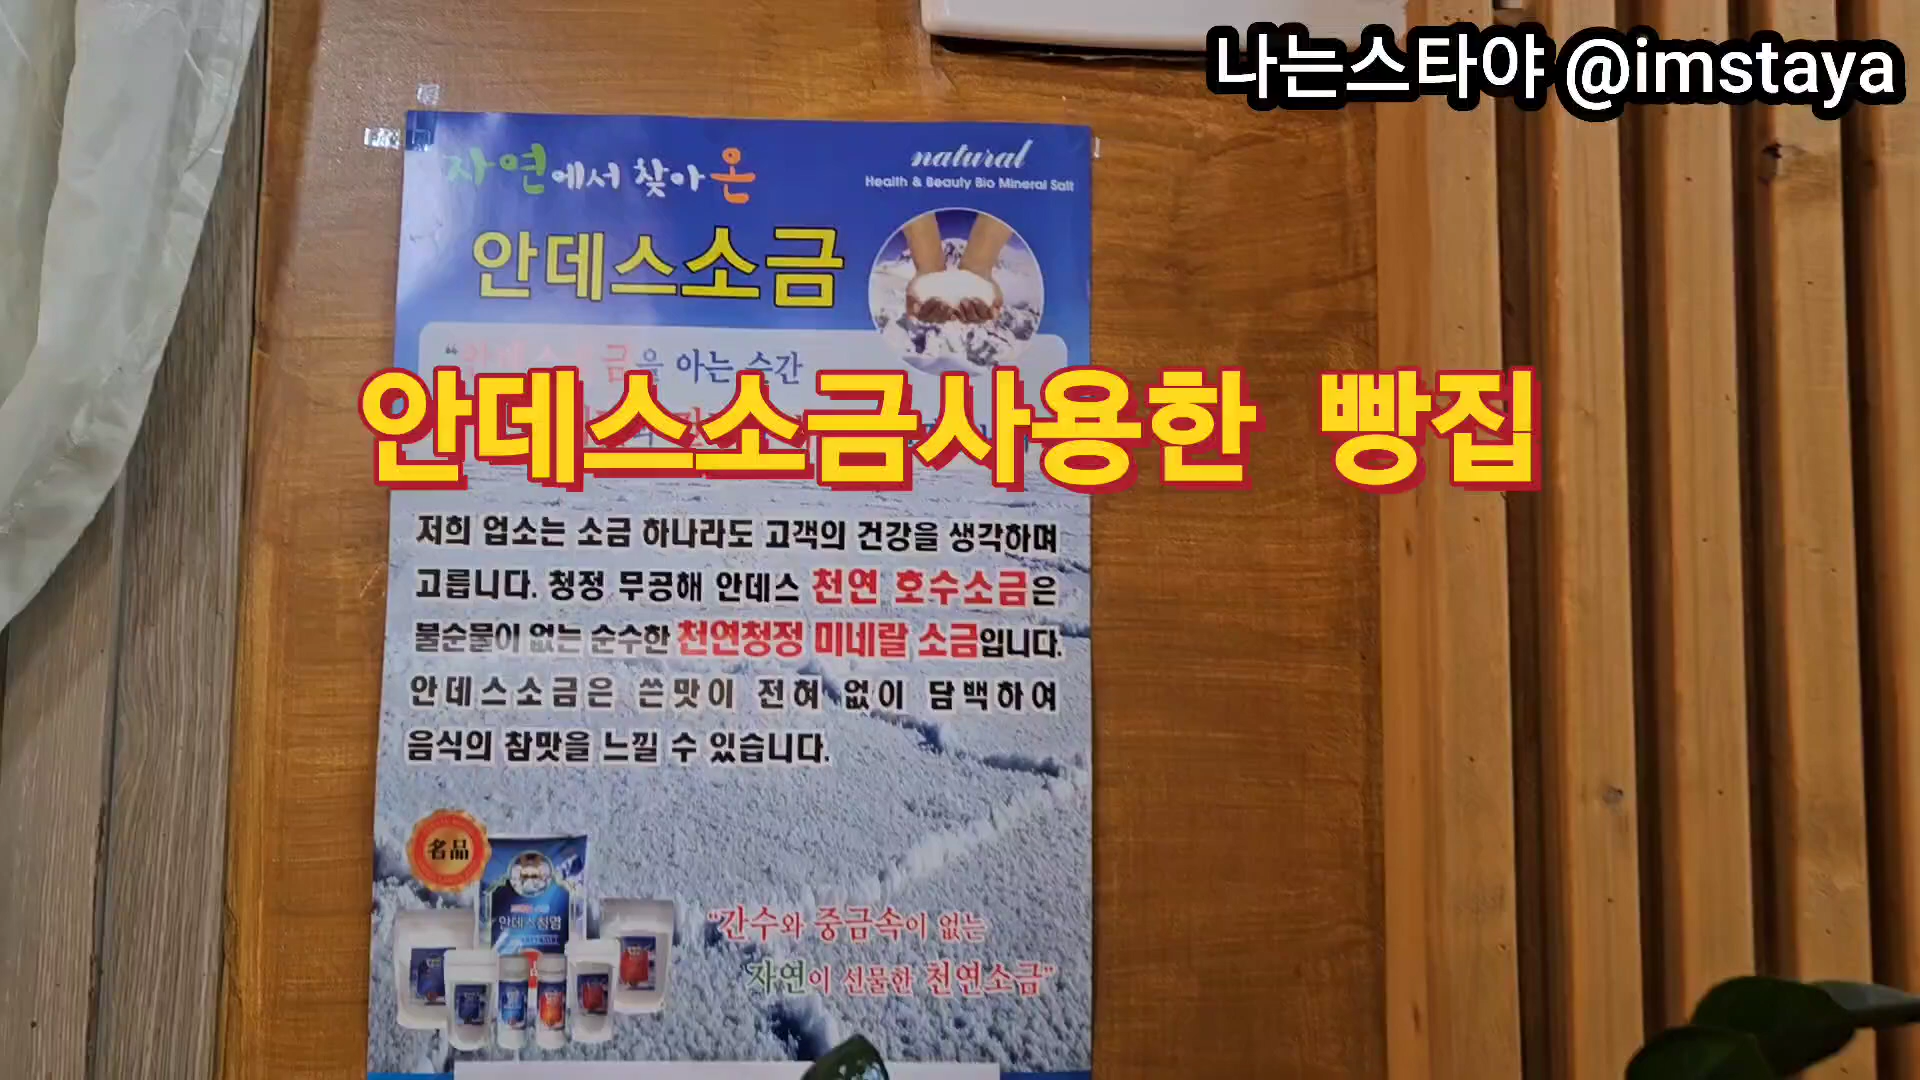 나는스타야 @imstaya
자연에서 찾아온
natural
Health & Beauty Bio Mineral Salt
안데스소금
을 아는 순간
안데스소금사용한 빵집
저희 업소는 소금 하나라도 고객의 건강을 생각하며
고릅니다. 청정 무공해 안데스 천연 호수소금은
불순물이 없는 순수한 천연청정 미네랄 소금입니다.
안데스소금은 쓴맛이 전혀 없이 담백하여
음식의 참맛을 느낄 수 있습니다.
名品
안데스청염
"간수와 중금속이 없는
자연이 선물한 천연소금"